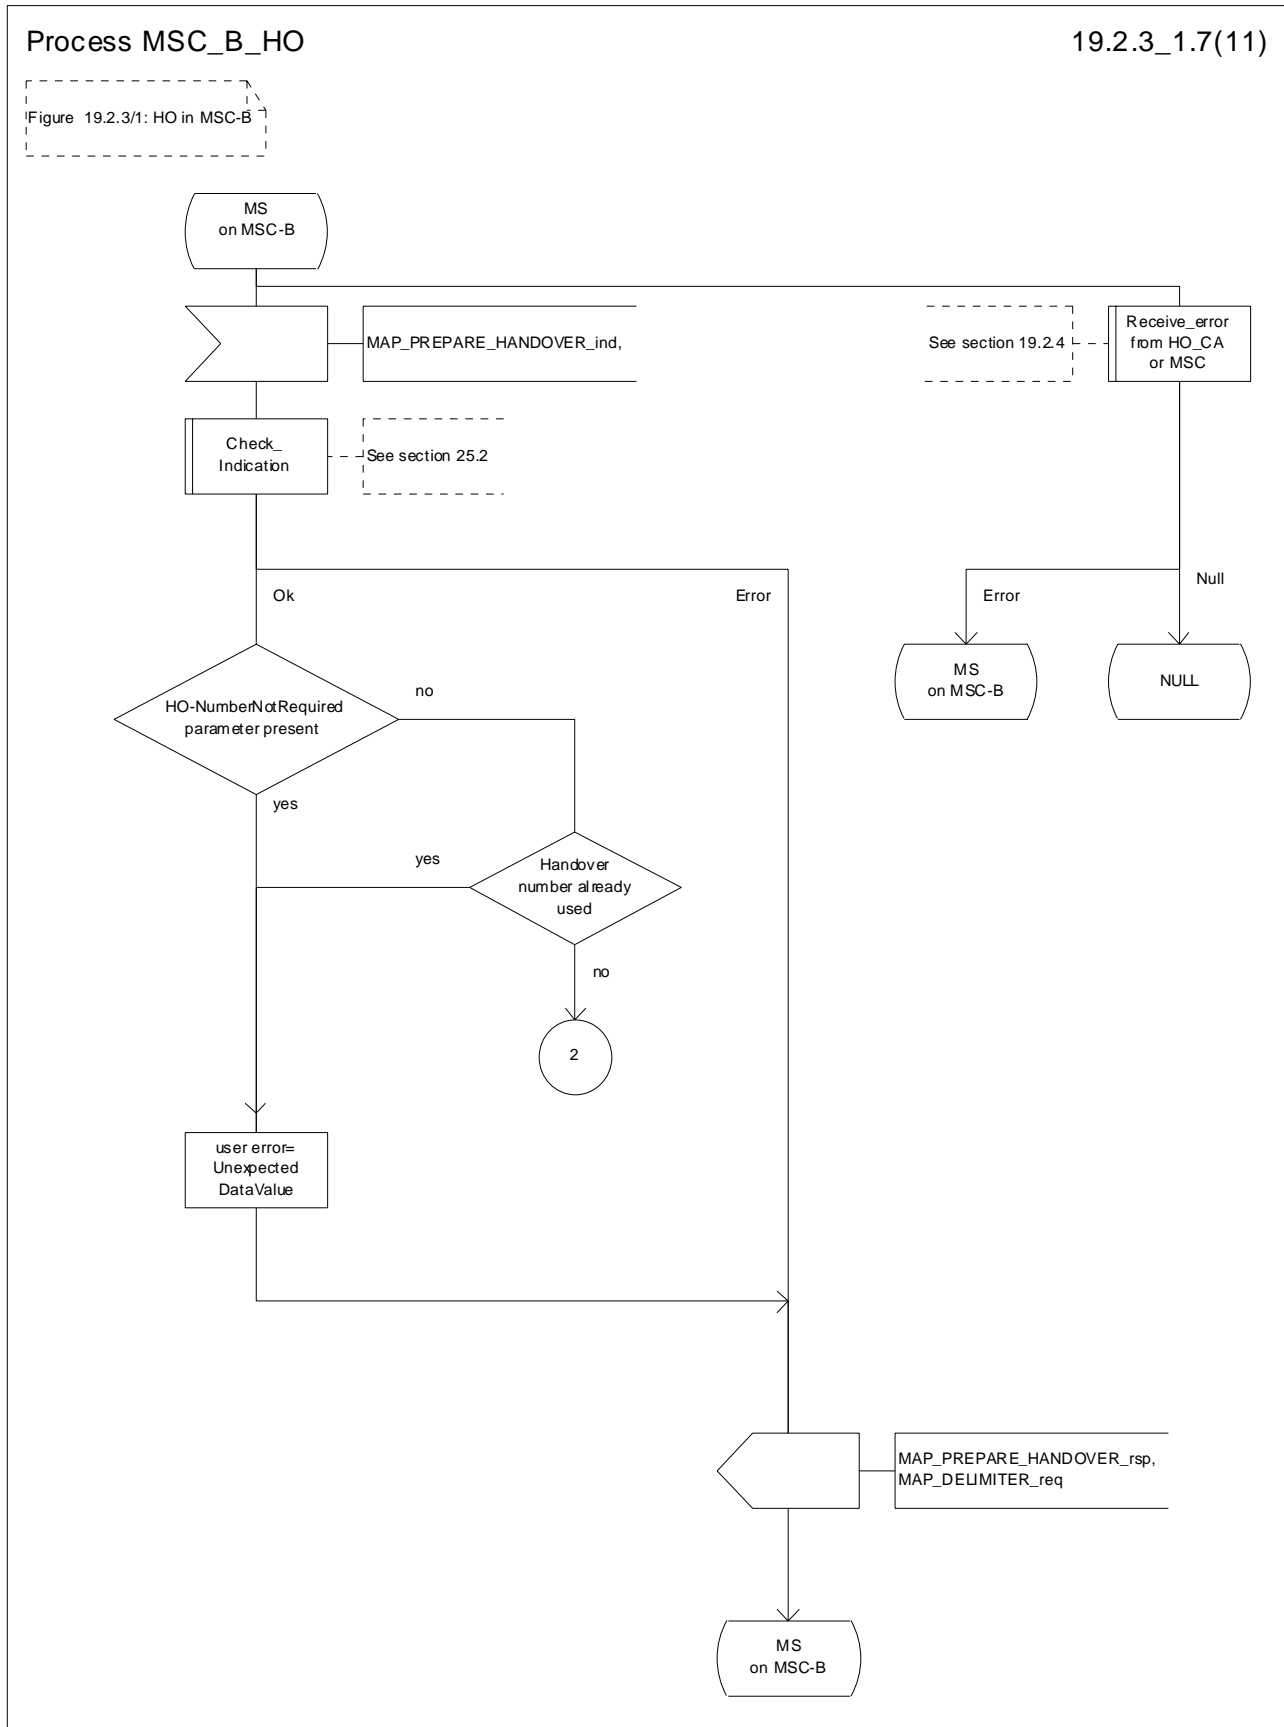 Process MSC_B_HO
19.2.3_1.7(11)
Figure 19.2.3/1: HO in MSC-B
MS
on MSC-B
MAP_PREPARE_HANDOVER_ind,
See section 19.2.4
Receive_error
from HO_CA
or MSC
Check_
Indication
See section 25.2
Ok
Error
Error
Null
MS
on MSC-B
NULL
HO-NumberNotRequired
parameter present
no
yes
yes
Handover
number already
used
no
2
user error=
Unexpected
DataValue
MAP_PREPARE_HANDOVER_rsp,
MAP_DELIMITER_req
MS
on MSC-B